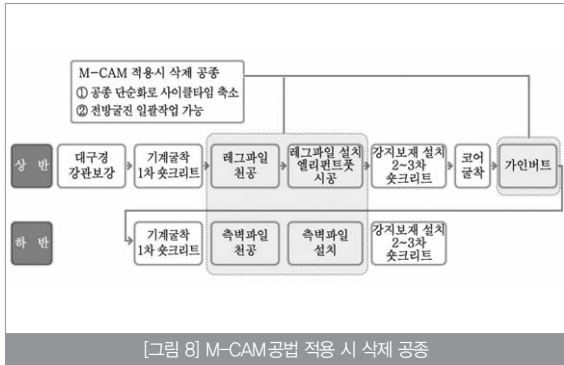 M-CAM 적용시 삭제 공종
① 공종 단순화로 사이클타임 축소
② 전방굴진 일괄작업 가능
상 반
대구경
강관보강
기계굴착
1차 숏크리트
레그파일
천공
레그파일 설치
엘리펀트풋
시공
강지보재 설치
2~3차
숏크리트
코어
굴착
가인버트
하 반
기계굴착
1차 숏크리트
측벽파일
천공
측벽파일
설치
강지보재 설치
2~3차
숏크리트
[그림 8] M-CAM공법 적용 시 삭제 공종